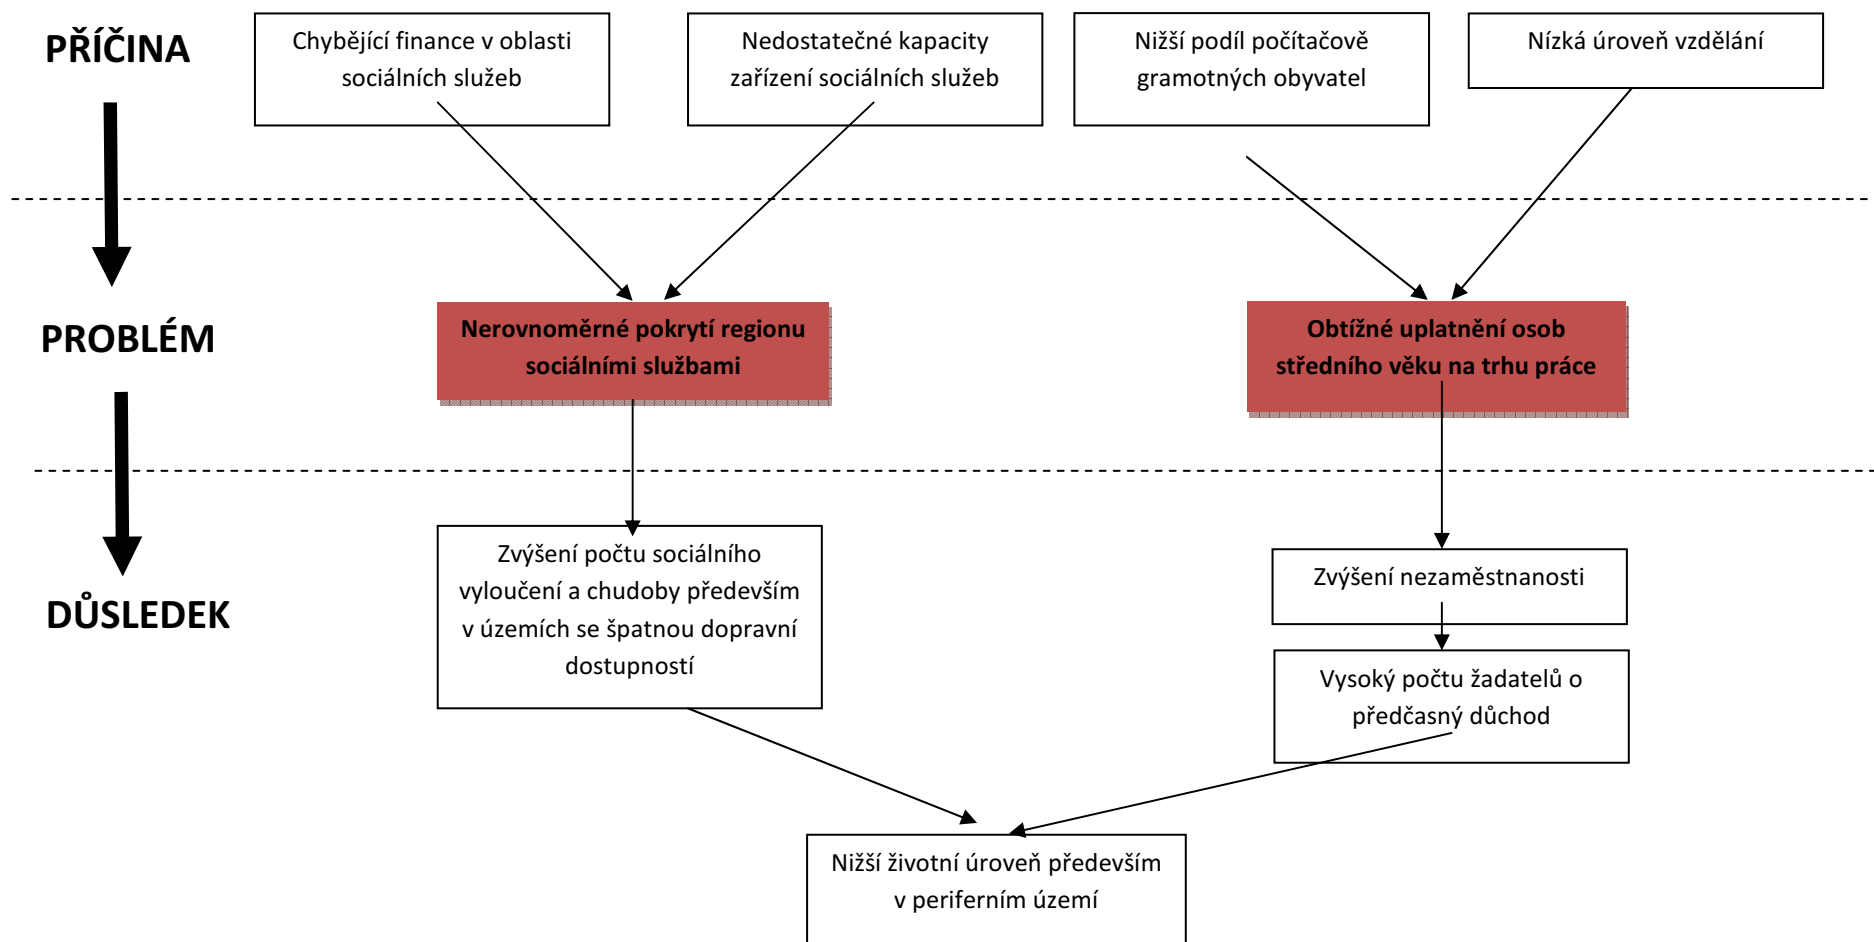 PŘÍČINA
Chybějící finance v oblasti
sociálních služeb
Nedostatečné kapacity
zařízení sociálních služeb
Nižší podíl počítačově
gramotných obyvatel
Nízká úroveň vzdělání
PROBLÉM
Nerovnoměrné pokrytí regionu
sociálními službami
Obtížné uplatnění osob
středního věku na trhu práce
DŮSLEDEK
Zvýšení počtu sociálního
vyloučení a chudoby především
v územích se špatnou dopravní
dostupností
Zvýšení nezaměstnanosti
Vysoký počtu žadatelů o
předčasný důchod
Nižší životní úroveň především
v periferním území